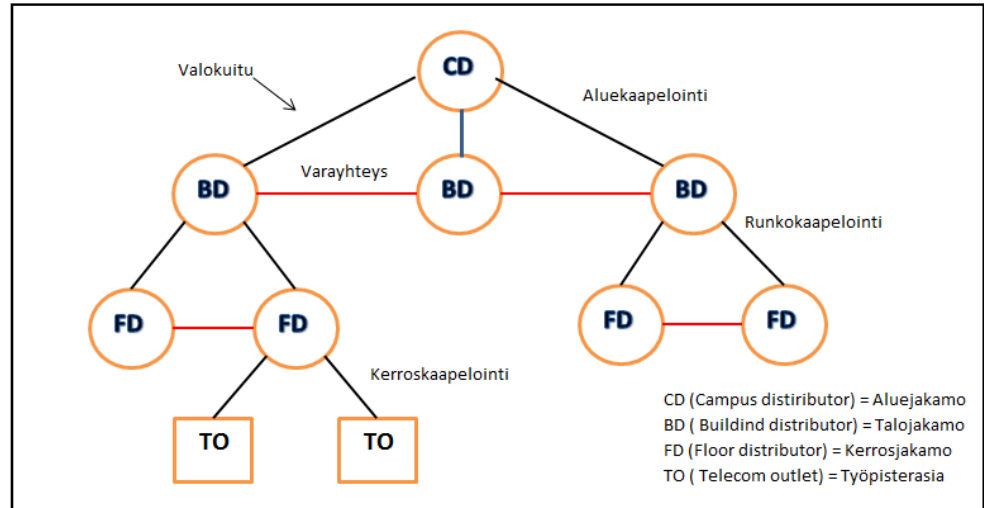 CD
Valokuitu
Aluekaapelointi
Varayhteys
BD
BD
BD
Runkokaapelointi
FD
FD
FD
FD
Kerroskaapelointi
TO
TO
CD (Campus distiributor) = Aluejakamo
BD ( Buildind distributor) = Talojakamo
FD (Floor distributor) = Kerrosjakamo
TO ( Telecom outlet) = Työpisterasia